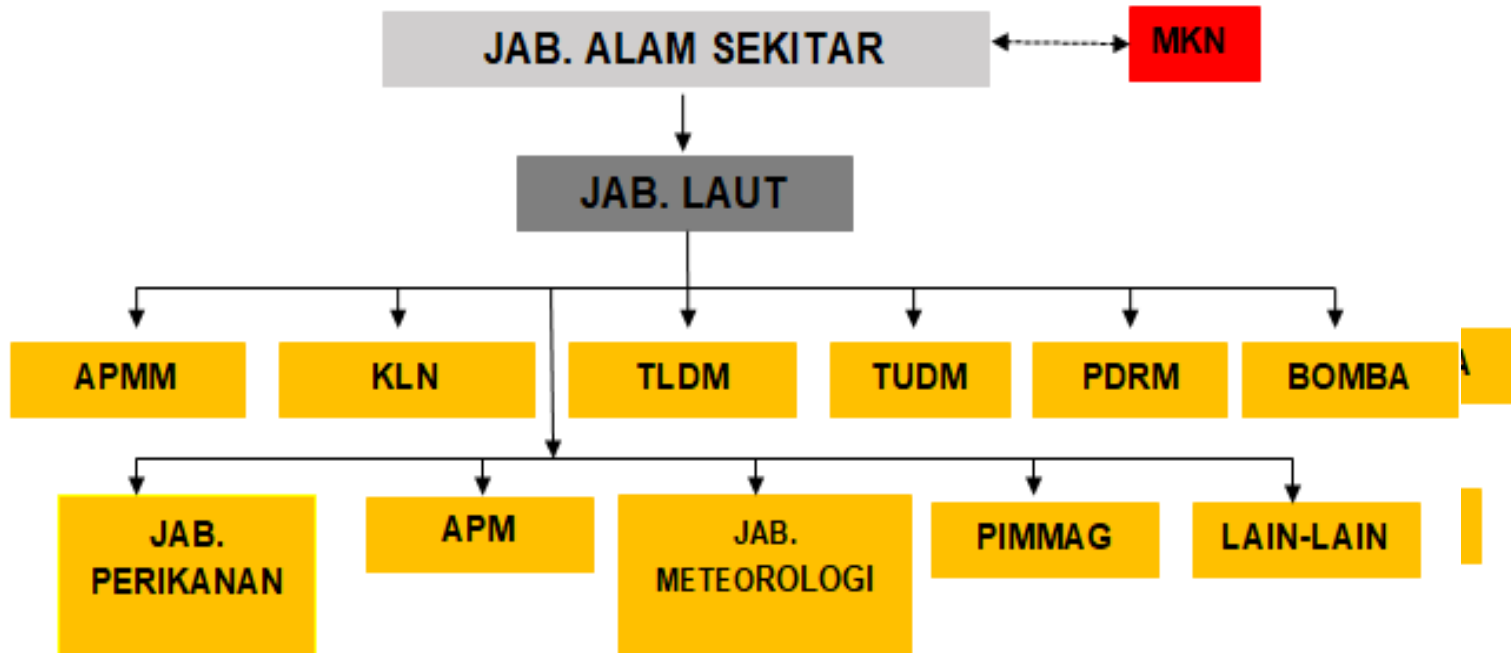 JAB. ALAM SEKITAR
MKN
JAB. LAUT
APMM
KLN
TLDM
TUDM
PDRM
BOMBA
A
JAB.
PERIKANAN
APM
JAB.
METEOROLOGI
PIMMAG
LAIN-LAIN